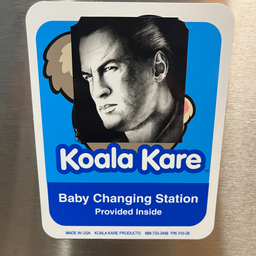 Koala Kare
Baby Changing Station
Provided Inside
MADE IN USA KOALA KARE PRODUCTS 888-733-3456 P/N 310-28